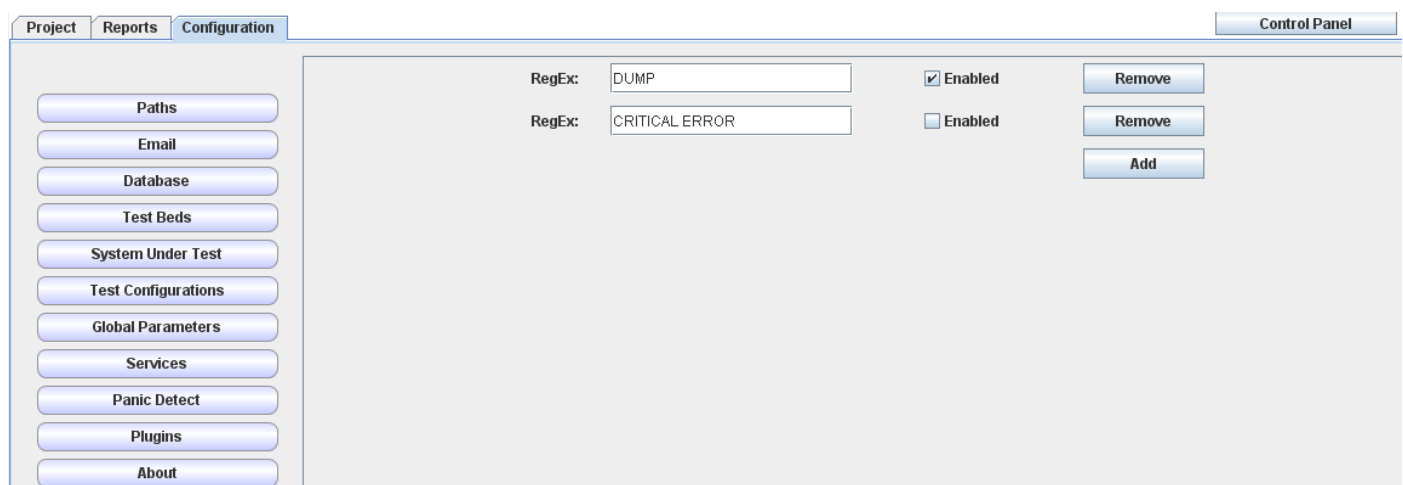 Project Reports Configuration Control Panel
RegEx: DUMP Enabled Remove
RegEx: CRITICAL ERROR Enabled Remove
Add
Paths
Email
Database
Test Beds
System Under Test
Test Configurations
Global Parameters
Services
Panic Detect
Plugins
About